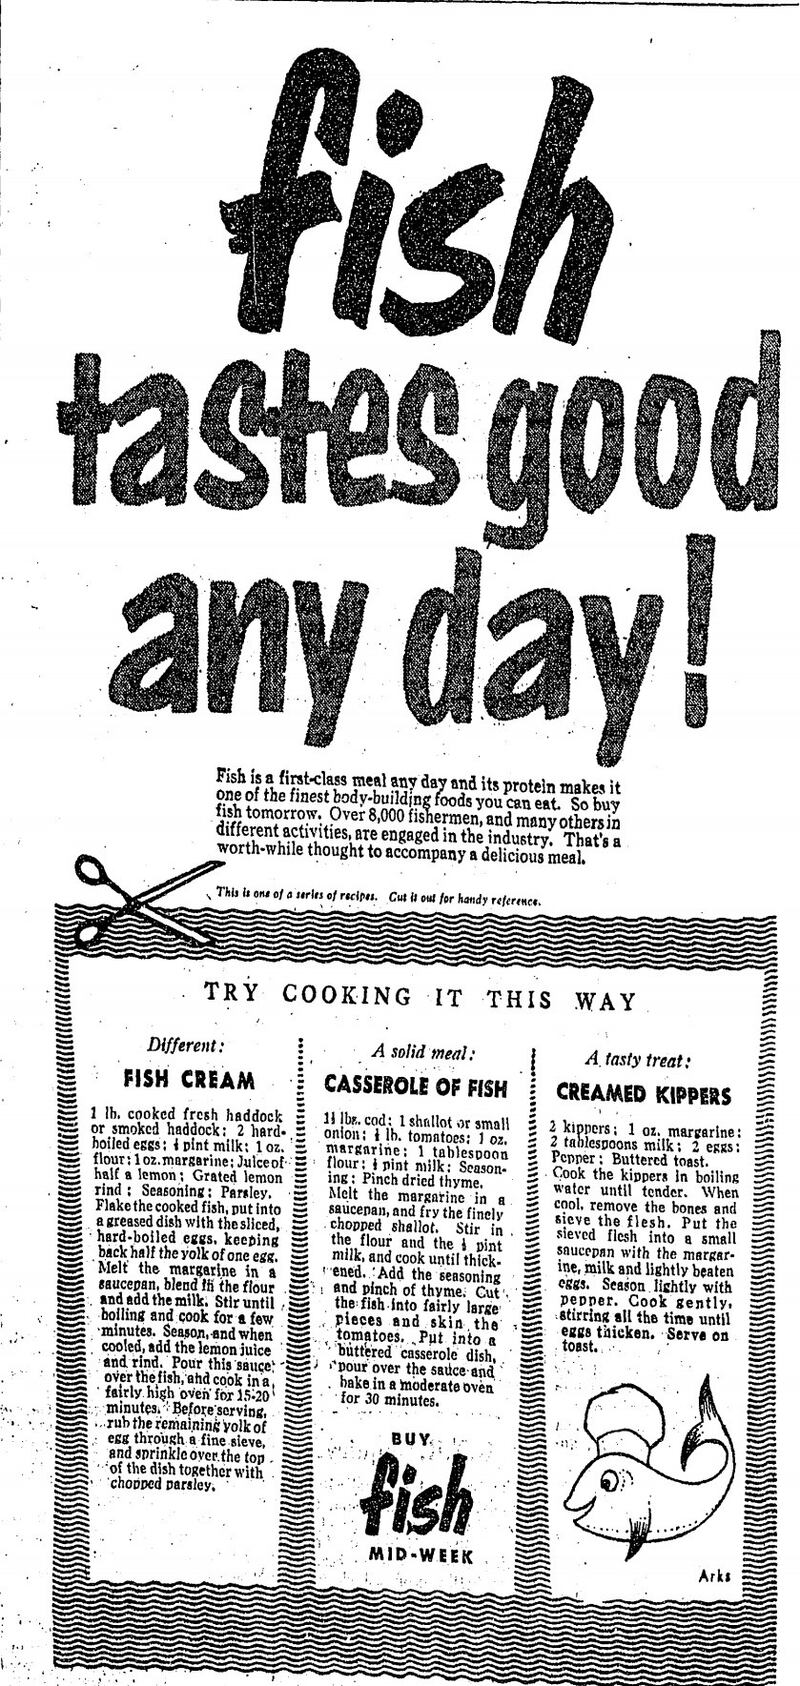 fish
tastes good
any day!
Fish is a first-class meal any day and its protein makes it
one of the finest body-building foods you can eat. So buy
fish tomorrow. Over 8,000 fishermen, and many others in
different activities, are engaged in the industry. That's a
worth-while thought to accompany a delicious meal.
This is one of a series of recipes. Cut it out for handy reference.
TRY COOKING IT THIS WAY
Different:
FISH CREAM
1 lb. cooked fresh haddock
or smoked haddock; 2 hard-
boiled eggs; pint milk; 1 oz.
flour; 1 oz. margarine; Juice of
half a lemon; Grated lemon
rind; Seasoning; Parsley.
Flake the cooked fish, put into
a greased dish with the sliced,
hard-boiled eggs, keeping
back half the yolk of one egg.
Melt the margarine in a
saucepan, blend in the flour
and add the milk. Stir until
boiling and cook for a few
minutes. Season, and when
cooled, add the lemon juice
and rind. Pour this sauce
over the fish, and cook in a
fairly high oven for 15-20
minutes. Before serving,
rub the remaining yolk of
egg through a fine sieve,
and sprinkle over the top
of the dish together with
chopped parsley.
A solid meal:
CASSEROLE OF FISH
lbs. cod; 1 shallot or small
onion; lb. tomatoes; 1 oz.
margarine; 1 tablespoon
flour; pint milk; Season-
ing; Pinch dried thyme.
Melt the margarine in a
saucepan, and fry the finely
chopped shallot. Stir in
the flour and the pint
milk, and cook until thick-
ened. Add the seasoning
and pinch of thyme. Cut
the fish into fairly large
pieces and skin the
tomatoes. Put into a
buttered casserole dish,
pour over the sauce and
bake in a moderate oven
for 30 minutes.
BUY
fish
MID-WEEK
A tasty treat:
CREAMED KIPPERS
2 kippers; 1 oz. margarine;
2 tablespoons milk; 2 eggs;
Pepper; Buttered toast.
Cook the kippers in boiling
water until tender. When
cool, remove the bones and
sieve the flesh. Put the
sieved flesh into a small
saucepan with the margar-
ine, milk and lightly beaten
eggs. Season lightly with
pepper. Cook gently,
stirring all the time until
eggs thicken. Serve on
toast.
Arks